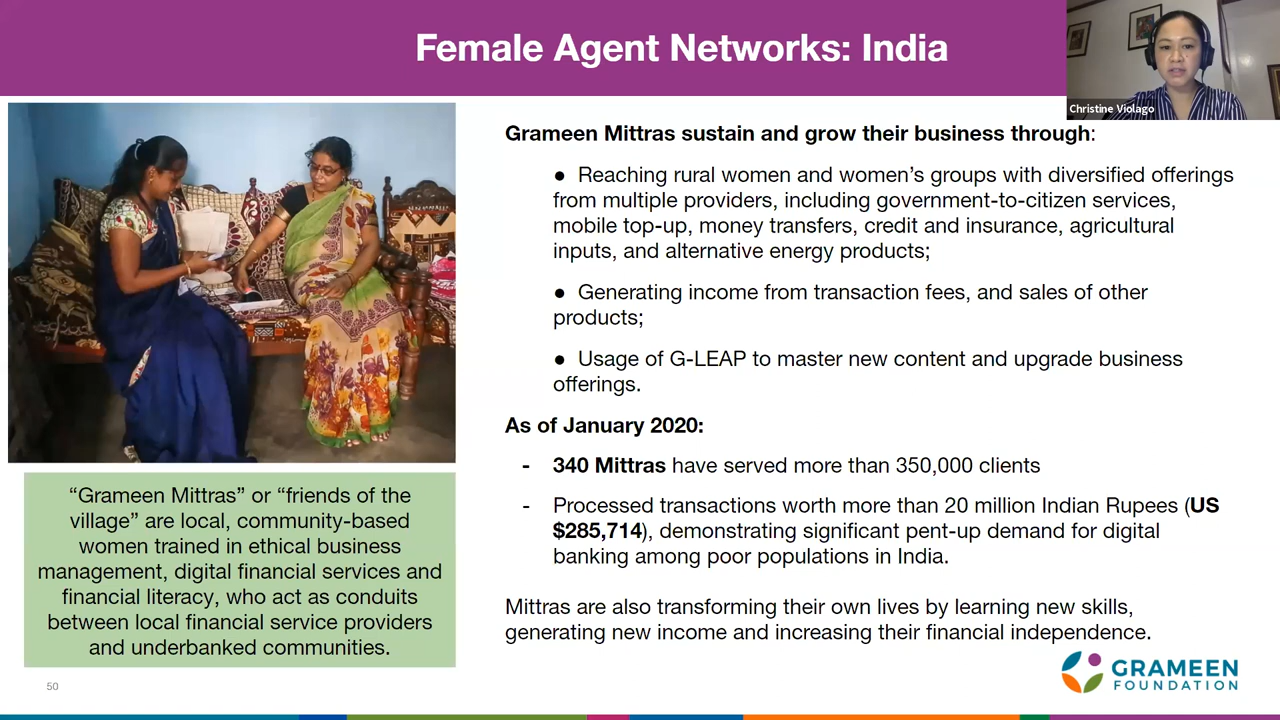 Female Agent Networks: India
Christine Violago
Grameen Mittras sustain and grow their business through:
● Reaching rural women and women’s groups with diversified offerings
from multiple providers, including government-to-citizen services,
mobile top-up, money transfers, credit and insurance, agricultural
inputs, and alternative energy products;
● Generating income from transaction fees, and sales of other
products;
● Usage of G-LEAP to master new content and upgrade business
offerings.
As of January 2020:
- 340 Mittras have served more than 350,000 clients
- Processed transactions worth more than 20 million Indian Rupees (US
$285,714), demonstrating significant pent-up demand for digital
banking among poor populations in India.
Mittras are also transforming their own lives by learning new skills,
generating new income and increasing their financial independence.
“Grameen Mittras” or “friends of the
village” are local, community-based
women trained in ethical business
management, digital financial services and
financial literacy, who act as conduits
between local financial service providers
and underbanked communities.
50
GRAMEEN
FOUNDATION